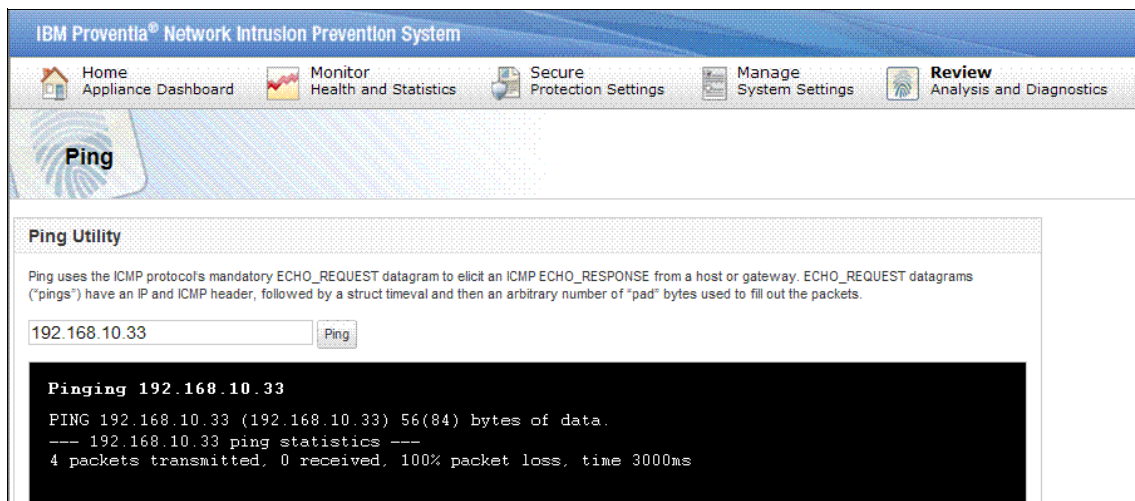 IBM Proventia® Network Intrusion Prevention System
Home
Appliance Dashboard
Monitor
Health and Statistics
Secure
Protection Settings
Manage
System Settings
Review
Analysis and Diagnostics
Ping
Ping Utility
Ping uses the ICMP protocol's mandatory ECHO_REQUEST datagram to elicit an ICMP ECHO_RESPONSE from a host or gateway. ECHO_REQUEST datagrams
("pings") have an IP and ICMP header, followed by a struct timeval and then an arbitrary number of "pad" bytes used to fill out the packets.
192.168.10.33
Ping
Pinging 192.168.10.33
PING 192.168.10.33 (192.168.10.33) 56(84) bytes of data.
--- 192.168.10.33 ping statistics ---
4 packets transmitted, 0 received, 100% packet loss, time 3000ms